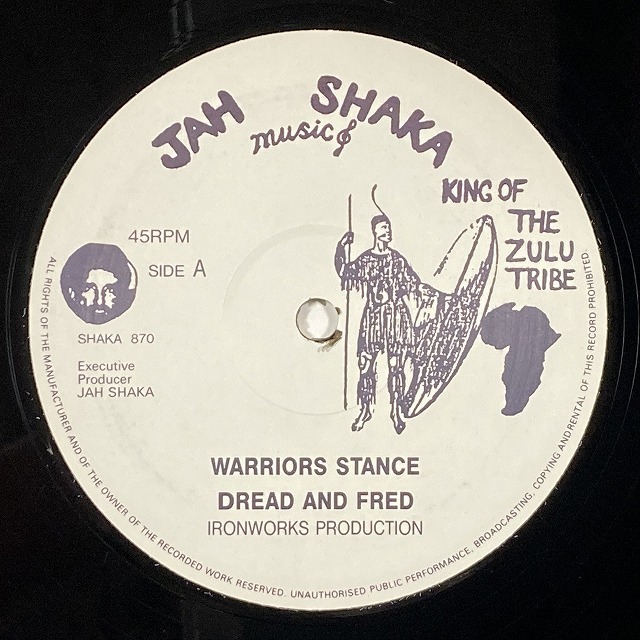 JAH SHAKA
music
KING OF
THE
ZULU
TRIBE
45RPM
SIDE A
SHAKA 870
Executive
Producer
JAH SHAKA
WARRIORS STANCE
DREAD AND FRED
IRONWORKS PRODUCTION
ALL RIGHTS OF THE MANUFACTURER AND OF THE OWNER OF THE RECORDED WORK RESERVED. UNAUTHORISED PUBLIC PERFORMANCE, BROADCASTING, COPYING AND RENTAL OF THIS RECORD PROHIBITED.